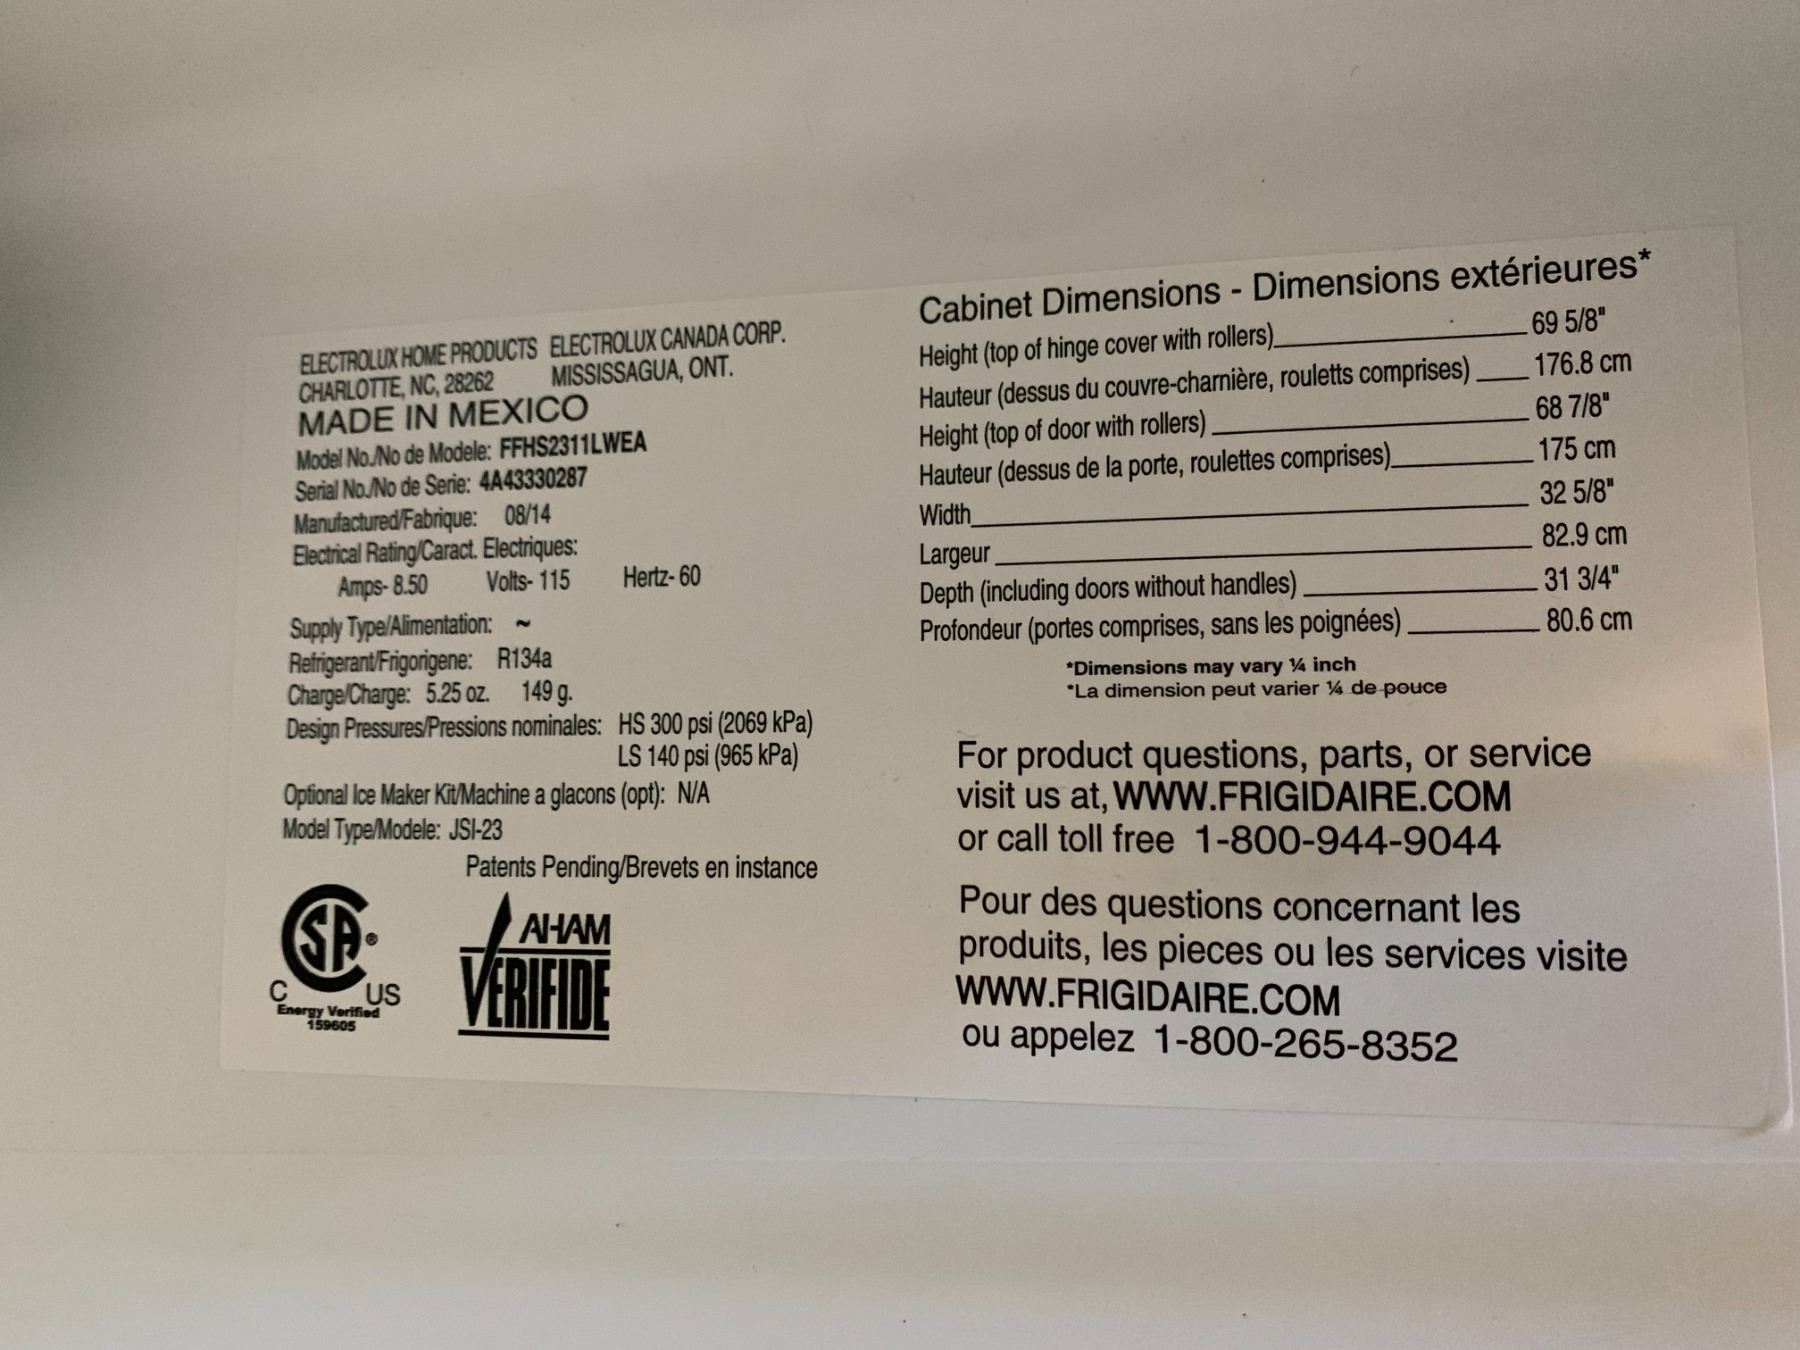 ELECTROLUX HOME PRODUCTS ELECTROLUX CANADA CORP.
CHARLOTTE, NC, 28262 MISSISSAGUA, ONT.
MADE IN MEXICO
Model No./No de Modele: FFHS2311LWEA
Serial No./No de Serie: 4A43330287
Manufactured/Fabrique: 08/14
Electrical Rating/Caract. Electriques:
Amps- 8.50 Volts- 115 Hertz- 60
Supply Type/Alimentation: ~
Refrigerant/Frigorigene: R134a
Charge/Charge: 5.25 oz. 149 g.
Design Pressures/Pressions nominales: HS 300 psi (2069 kPa)
LS 140 psi (965 kPa)
Optional Ice Maker Kit/Machine a glacons (opt): N/A
Model Type/Modele: JSI-23
Patents Pending/Brevets en instance
SA ®
C US
Energy Verified
159605
AHAM
VERIFIDE
Cabinet Dimensions - Dimensions extérieures*
Height (top of hinge cover with rollers) 69 5/8"
Hauteur (dessus du couvre-charnière, rouletts comprises) 176.8 cm
Height (top of door with rollers) 68 7/8"
Hauteur (dessus de la porte, roulettes comprises) 175 cm
Width 32 5/8"
Largeur 82.9 cm
Depth (including doors without handles) 31 3/4"
Profondeur (portes comprises, sans les poignées) 80.6 cm
*Dimensions may vary ¼ inch
*La dimension peut varier ¼ de pouce
For product questions, parts, or service
visit us at, WWW.FRIGIDAIRE.COM
or call toll free 1-800-944-9044
Pour des questions concernant les
produits, les pieces ou les services visite
WWW.FRIGIDAIRE.COM
ou appelez 1-800-265-8352